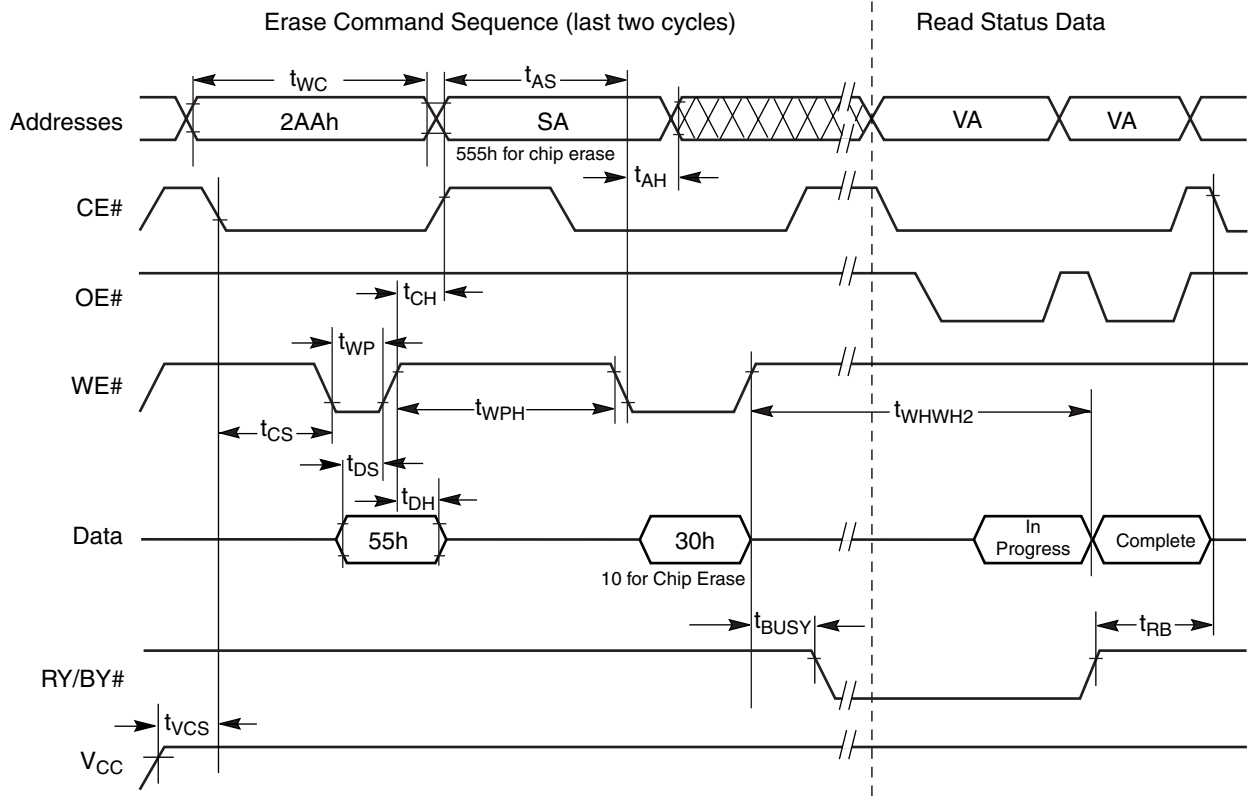 Erase Command Sequence (last two cycles)
Read Status Data
tWC
tAS
Addresses
2AAh
SA
VA
VA
555h for chip erase
tAH
CE#
OE#
tCH
tWP
WE#
tWPH
tWHWH2
tCS
tDS
tDH
Data
55h
30h
In
Progress
Complete
10 for Chip Erase
tBUSY
tRB
RY/BY#
tVCS
VCC